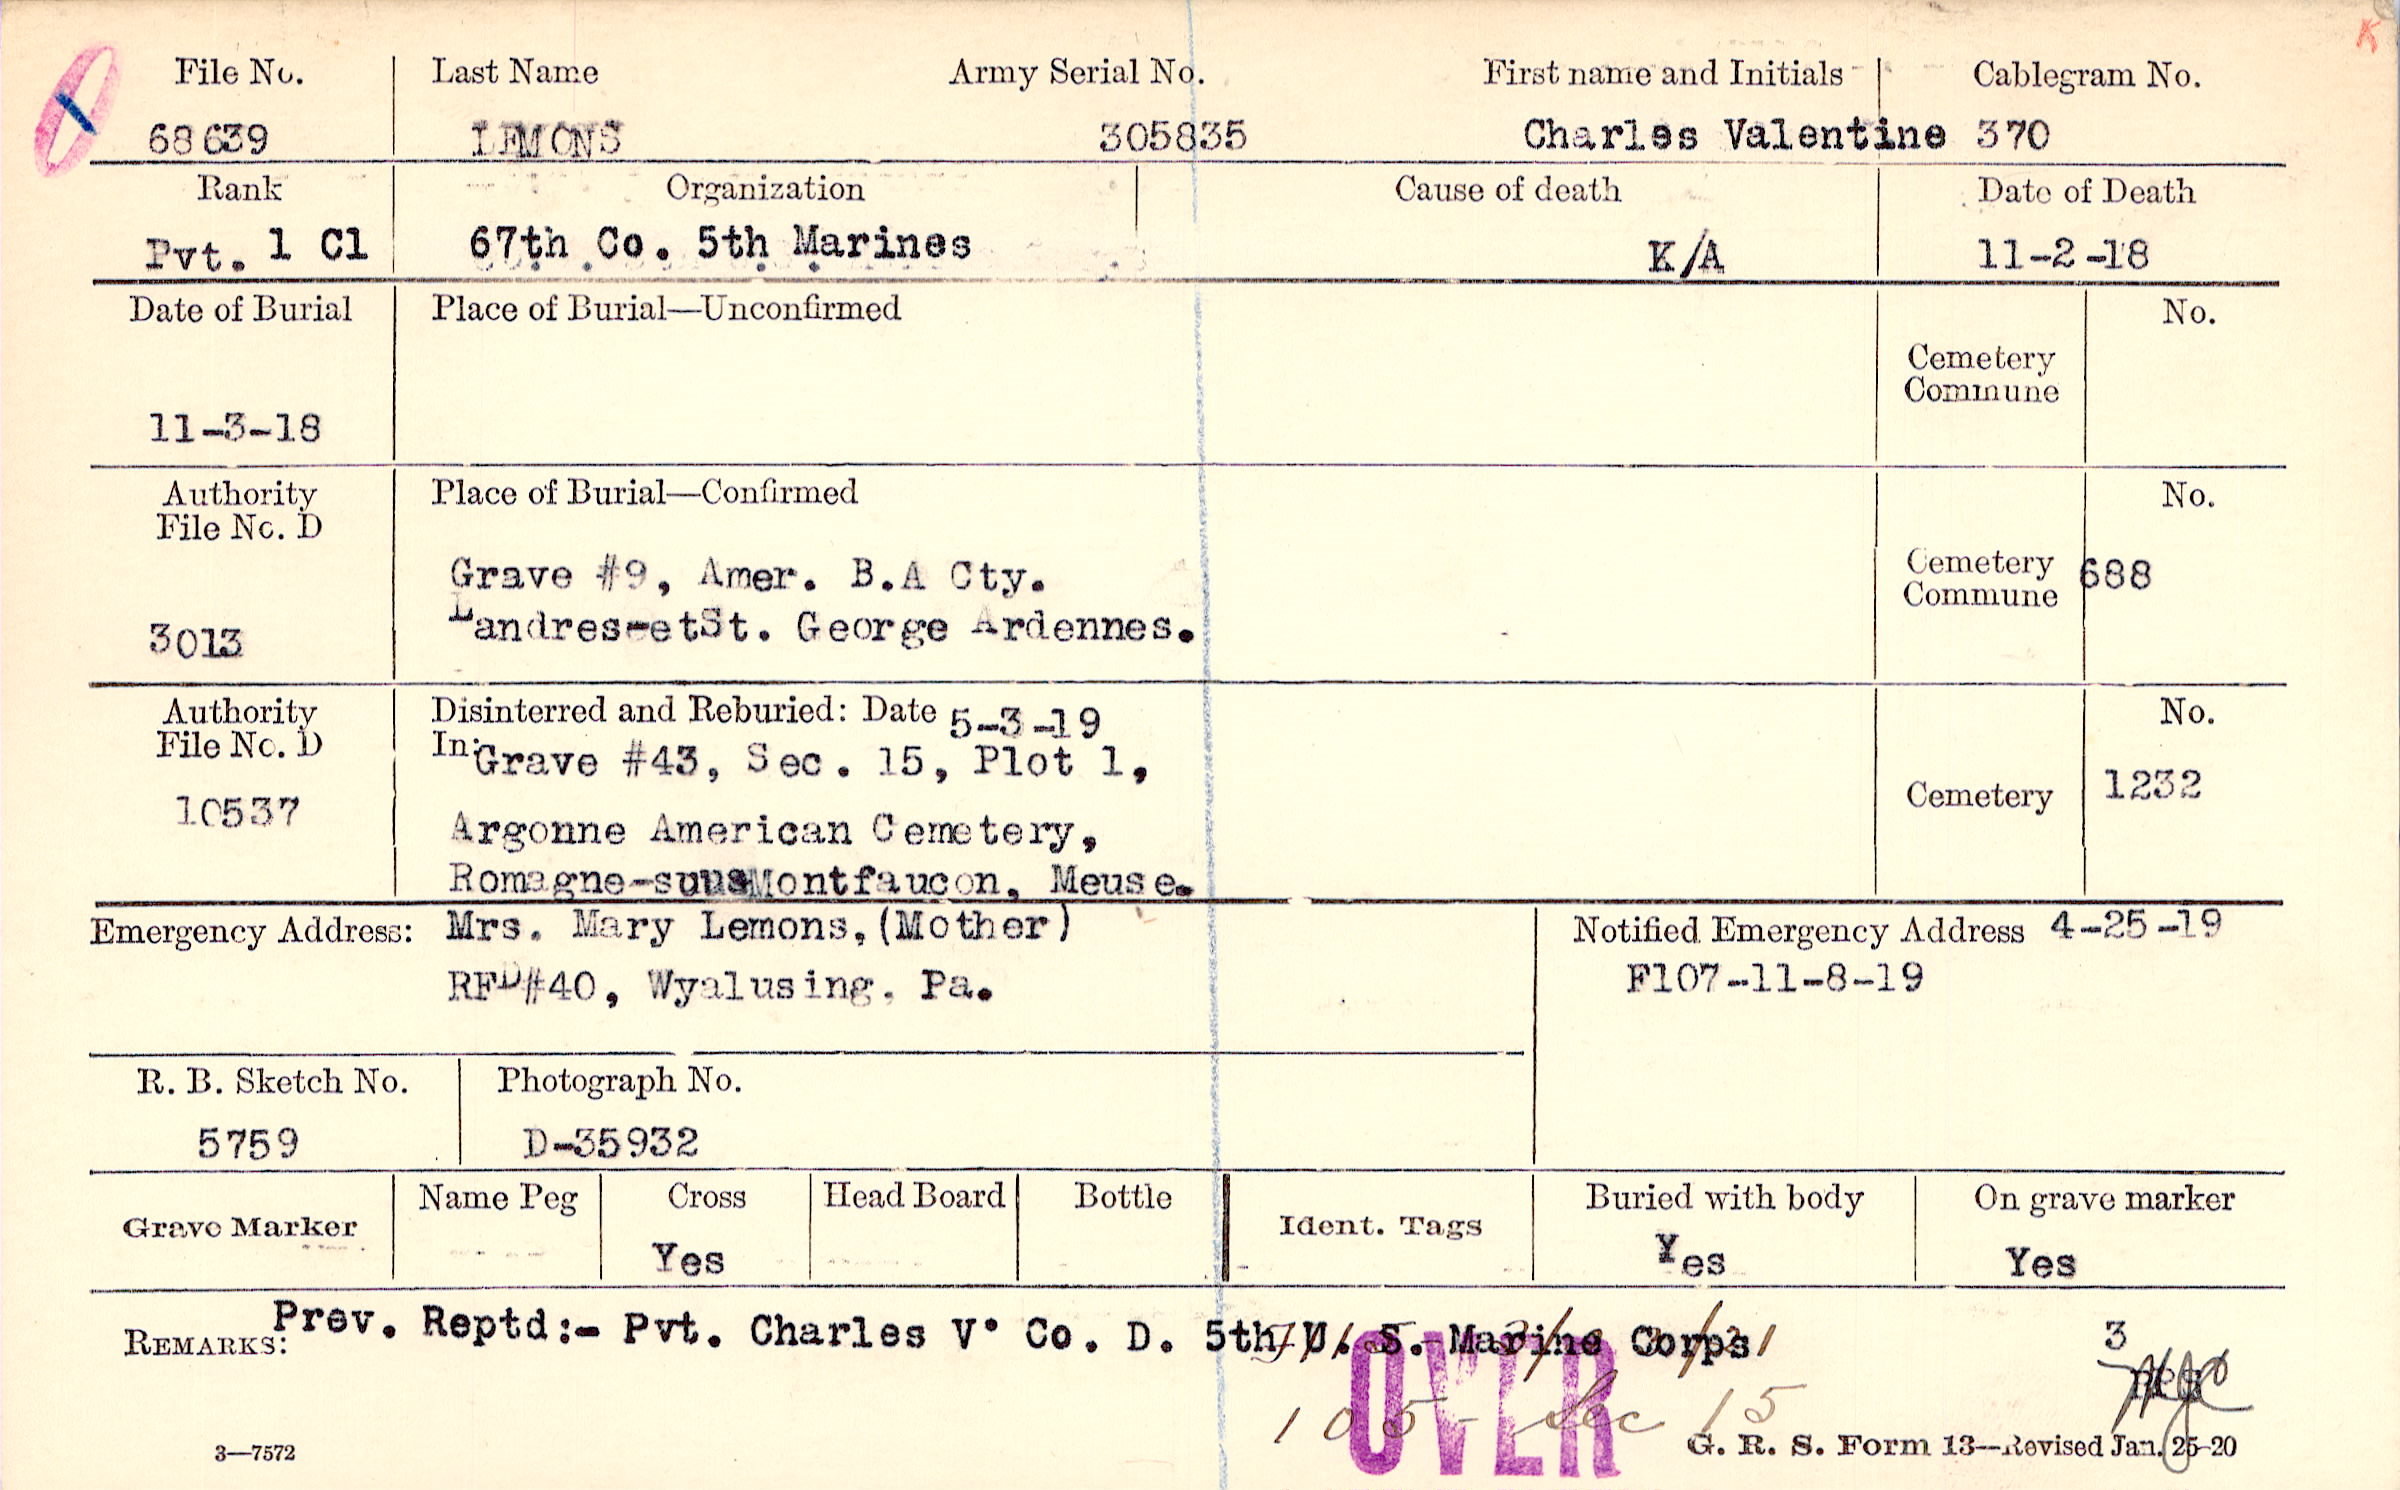 K
File No. Last Name Army Serial No. First name and Initials Cablegram No.
68639 LEMONS 305835 Charles Valentine 370
Rank Organization Cause of death Date of Death
Pvt. 1 Cl 67th Co. 5th Marines K/A 11-2-18
Date of Burial Place of Burial—Unconfirmed No.
Cemetery
Commune
11-3-18
Authority Place of Burial—Confirmed No.
File No. D
Grave #9, Amer. B.A Cty. Cemetery 688
Commune
Landres-etSt. George Ardennes.
3013
Authority Disinterred and Reburied: Date 5-3-19 No.
File No. D In: Grave #43, Sec. 15, Plot 1,
10537 Cemetery 1232
Argonne American Cemetery,
Romagne-sousMontfaucon, Meuse.
Emergency Address: Mrs. Mary Lemons, (Mother) Notified Emergency Address 4-25-19
RFD#40, Wyalusing, Pa. F107-11-8-19
R. B. Sketch No. Photograph No.
5759 D-35932
Grave Marker Name Peg Cross Head Board Bottle Ident. Tags Buried with body On grave marker
Yes Yes Yes
REMARKS: Prev. Reptd:- Pvt. Charles V. Co. D. 5th U. S. Marine Corps 3
OVER
105- Sec 15
3—7572 G. R. S. Form 13—Revised Jan. 25-20